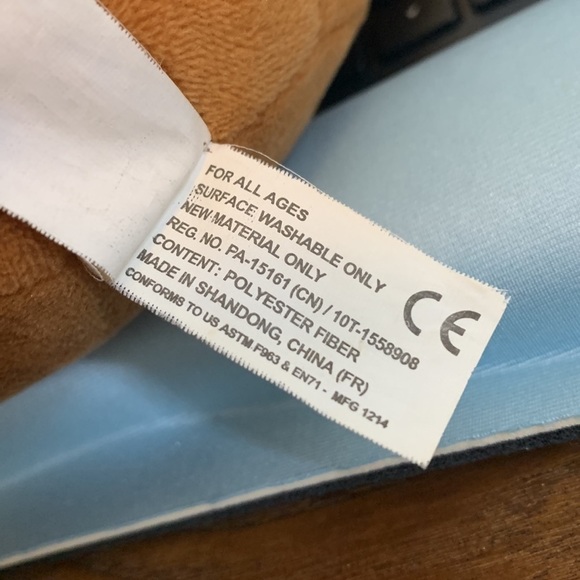 FOR ALL AGES
SURFACE WASHABLE ONLY
NEW MATERIAL ONLY
REG. NO. PA-15161 (CN) / 10T-1558908
CONTENT: POLYESTER FIBER
MADE IN SHANDONG, CHINA (FR)
CONFORMS TO US ASTM F963 & EN71 - MFG 1214
CE